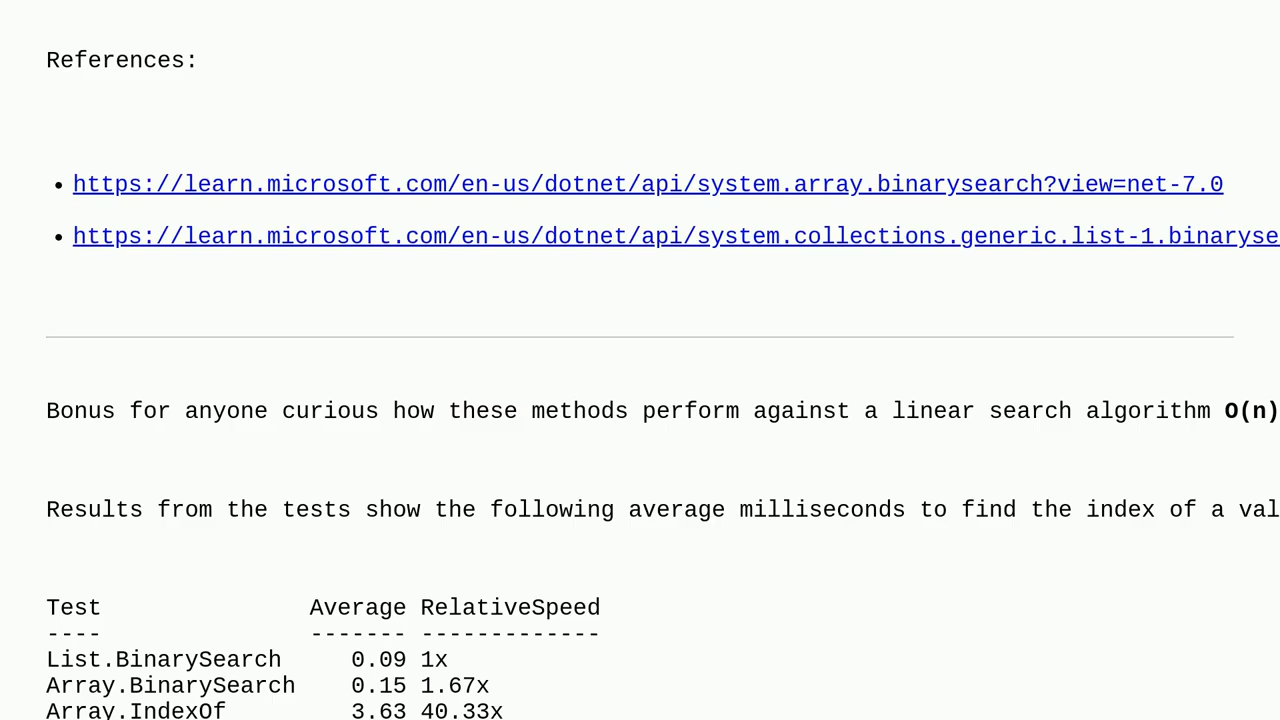 References:
• https://learn.microsoft.com/en-us/dotnet/api/system.array.binarysearch?view=net-7.0
• https://learn.microsoft.com/en-us/dotnet/api/system.collections.generic.list-1.binaryse
Bonus for anyone curious how these methods perform against a linear search algorithm O(n)
Results from the tests show the following average milliseconds to find the index of a val
Test               Average RelativeSpeed
----               ------- -------------
List.BinarySearch     0.09 1x
Array.BinarySearch    0.15 1.67x
Array.IndexOf         3.63 40.33x